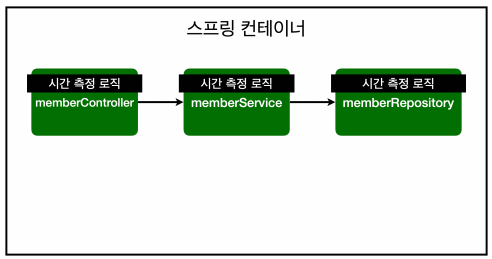 스프링 컨테이너
시간 측정 로직
memberController
시간 측정 로직
memberService
시간 측정 로직
memberRepository